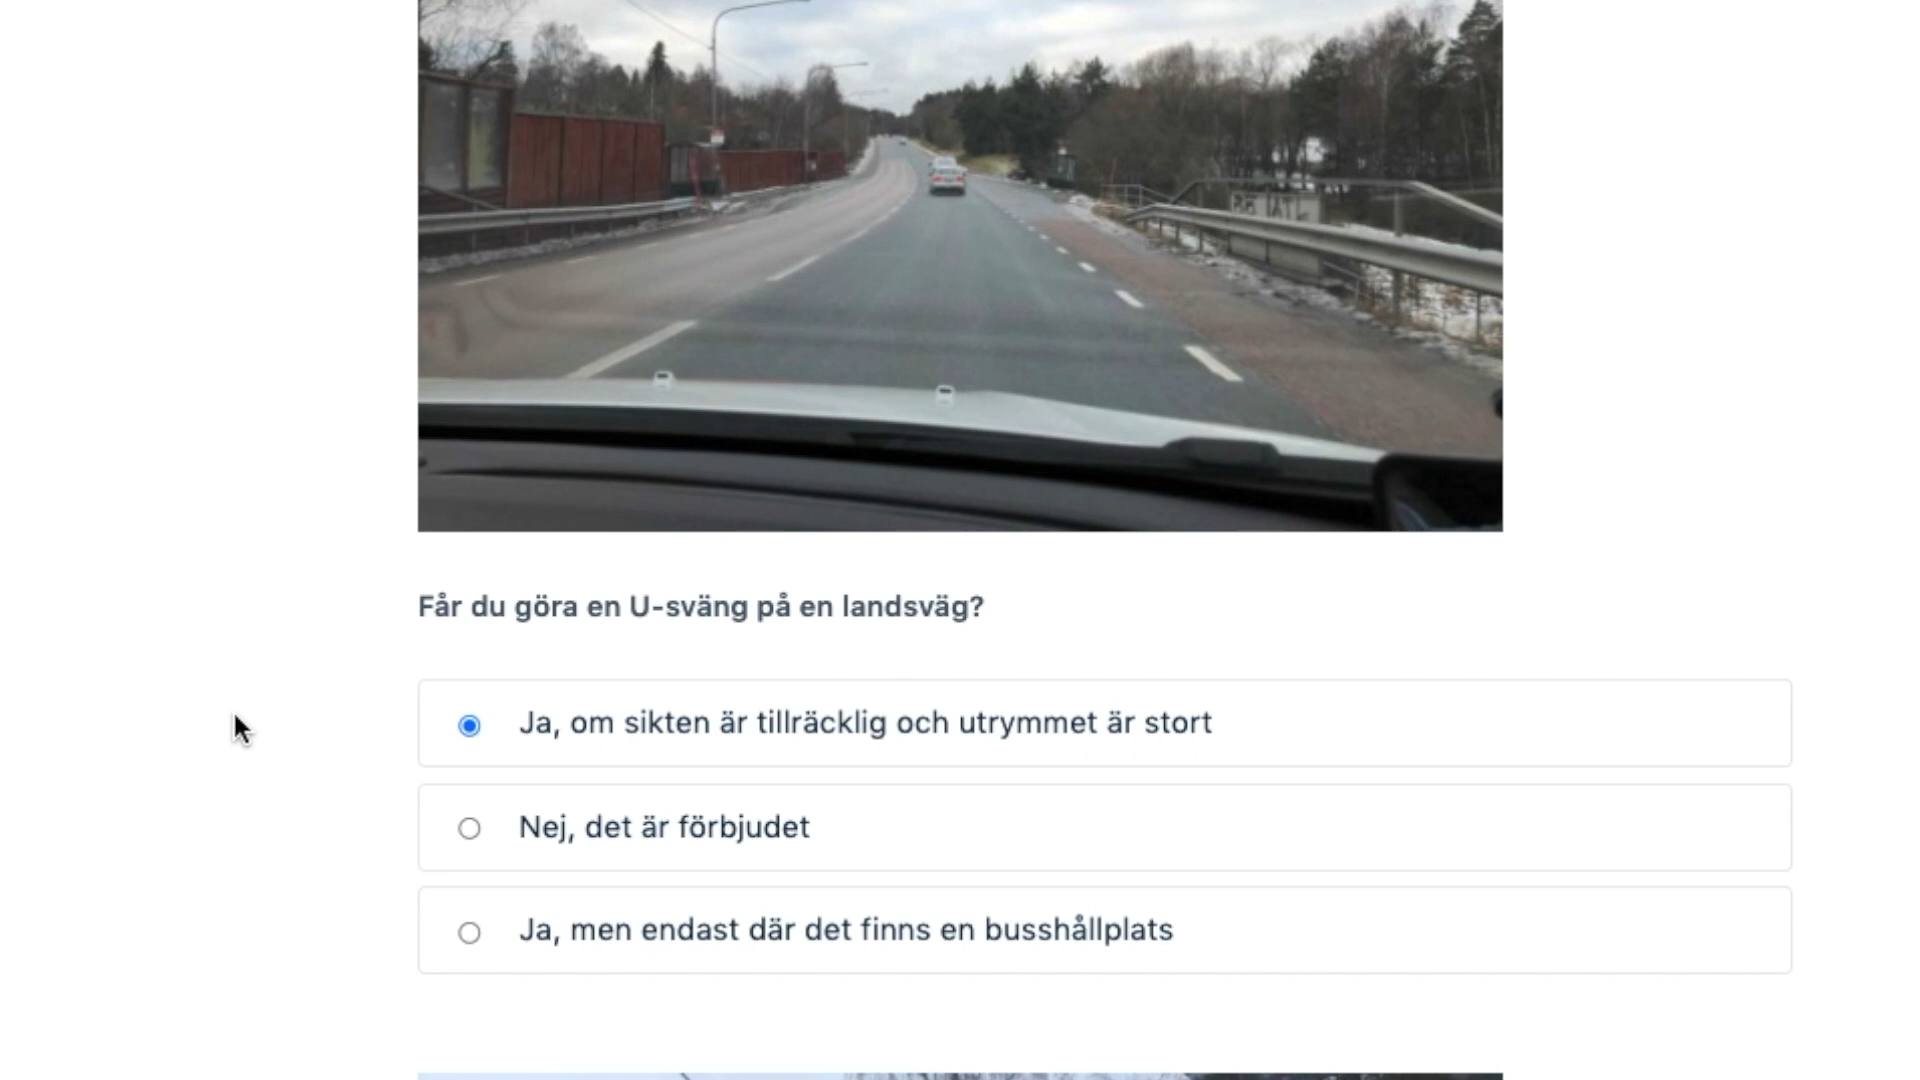 Får du göra en U-sväng på en landsväg?
Ja, om sikten är tillräcklig och utrymmet är stort
Nej, det är förbjudet
Ja, men endast där det finns en busshållplats